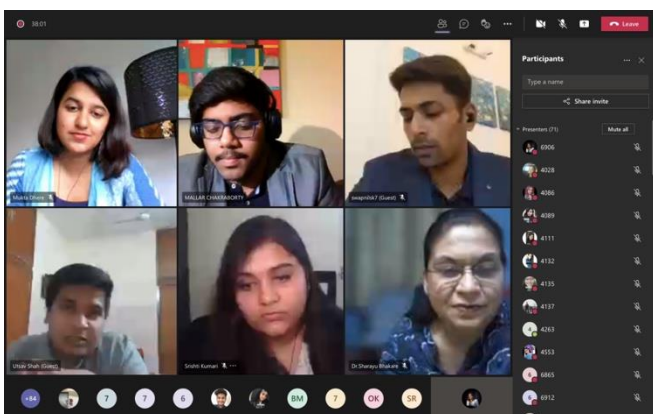 38:01
Leave
Participants
Type a name
Share invite
Presenters (71)
Mute all
6906
4028
4086
4089
4111
4132
4135
4137
4263
4553
6865
6912
Mukta Dhere
MALLAR CHAKRABORTY
swapnilsk7 (Guest)
Utsav Shah (Guest)
Srishti Kumari
Dr.Sharayu Bhakare
+84
7
7
6
BM
7
OK
SR